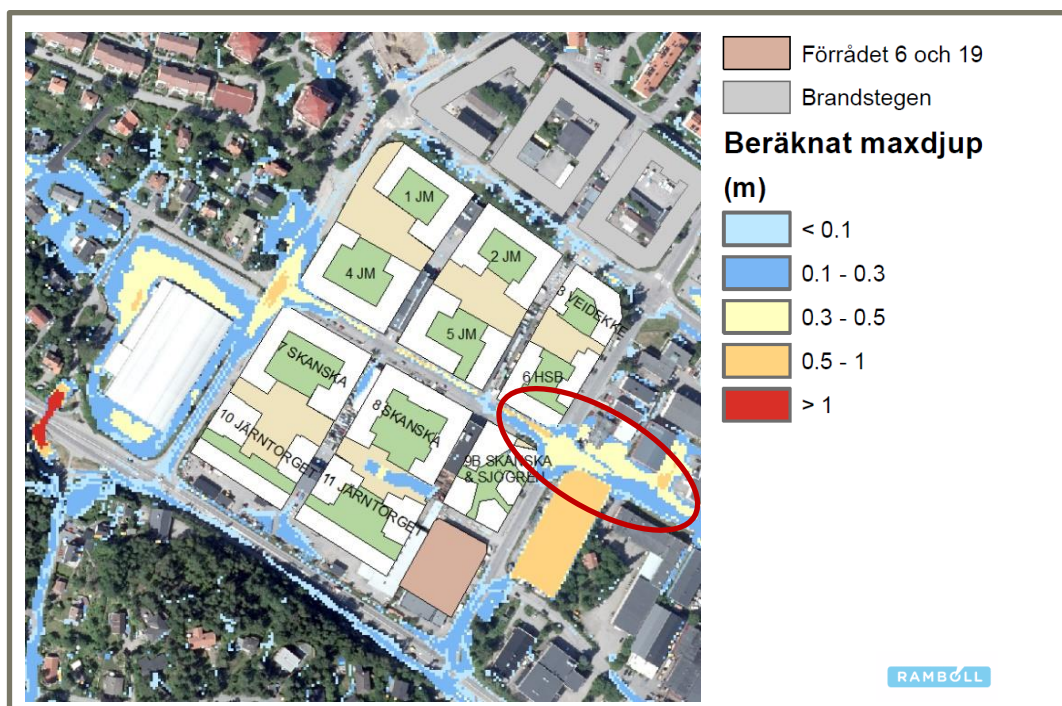 Förrådet 6 och 19
Brandstegen
Beräknat maxdjup
(m)
< 0.1
0.1 - 0.3
0.3 - 0.5
0.5 - 1
> 1
1 JM
2 JM
3 VEIDEKKE
4 JM
5 JM
6 HSB
7 SKANSKA
8 SKANSKA
9B SKANSKA
& SJÖGREN
10 JÄRNTORGET
11 JÄRNTORGET
RAMBOLL